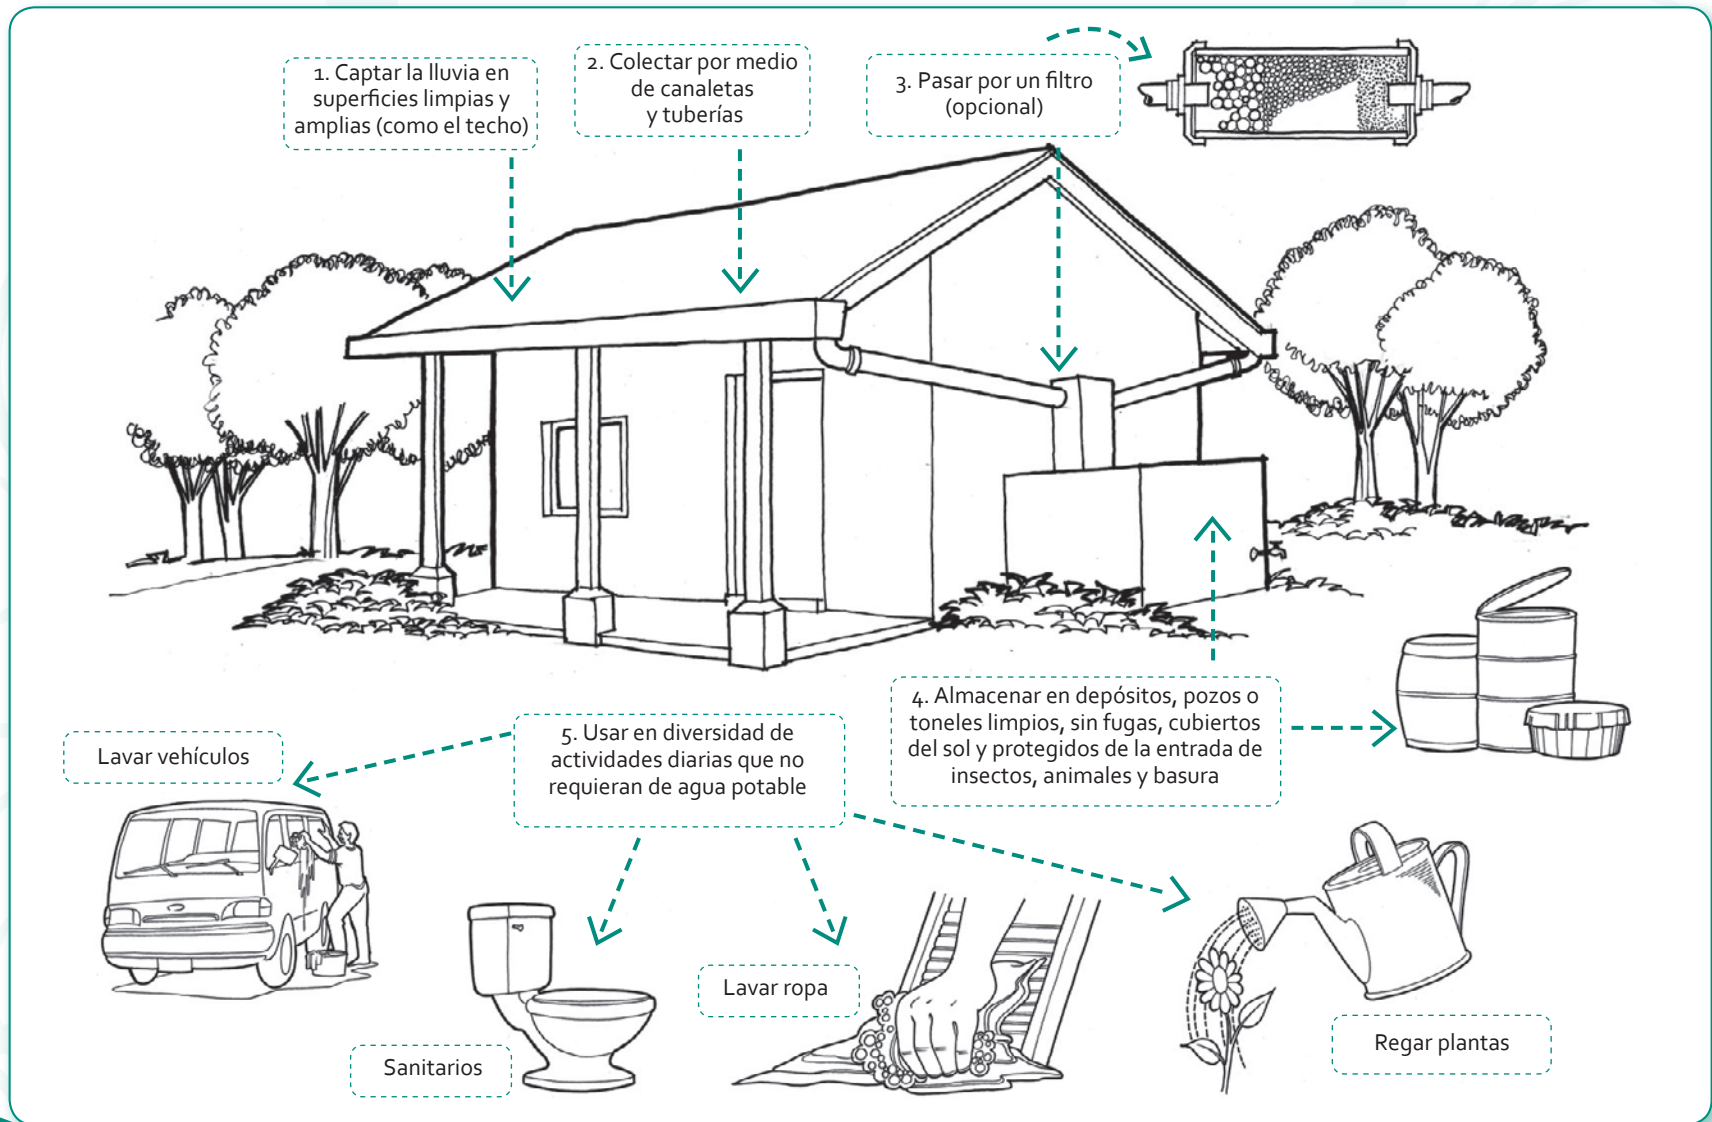 1. Captar la lluvia en
superficies limpias y
amplias (como el techo)
2. Colectar por medio
de canaletas
y tuberías
3. Pasar por un filtro
(opcional)
4. Almacenar en depósitos, pozos o
toneles limpios, sin fugas, cubiertos
del sol y protegidos de la entrada de
insectos, animales y basura
5. Usar en diversidad de
actividades diarias que no
requieran de agua potable
Lavar vehículos
Sanitarios
Lavar ropa
Regar plantas